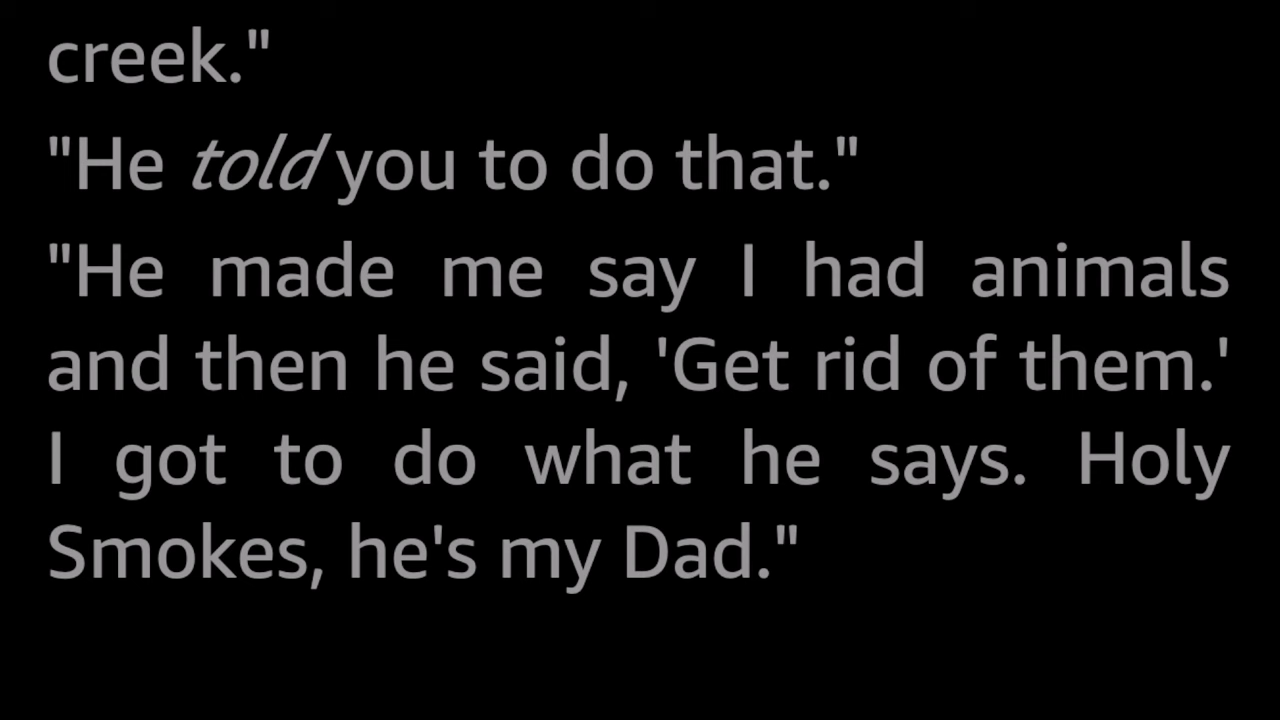 creek."
"He told you to do that."
"He made me say I had animals
and then he said, 'Get rid of them.'
I got to do what he says. Holy
Smokes, he's my Dad."